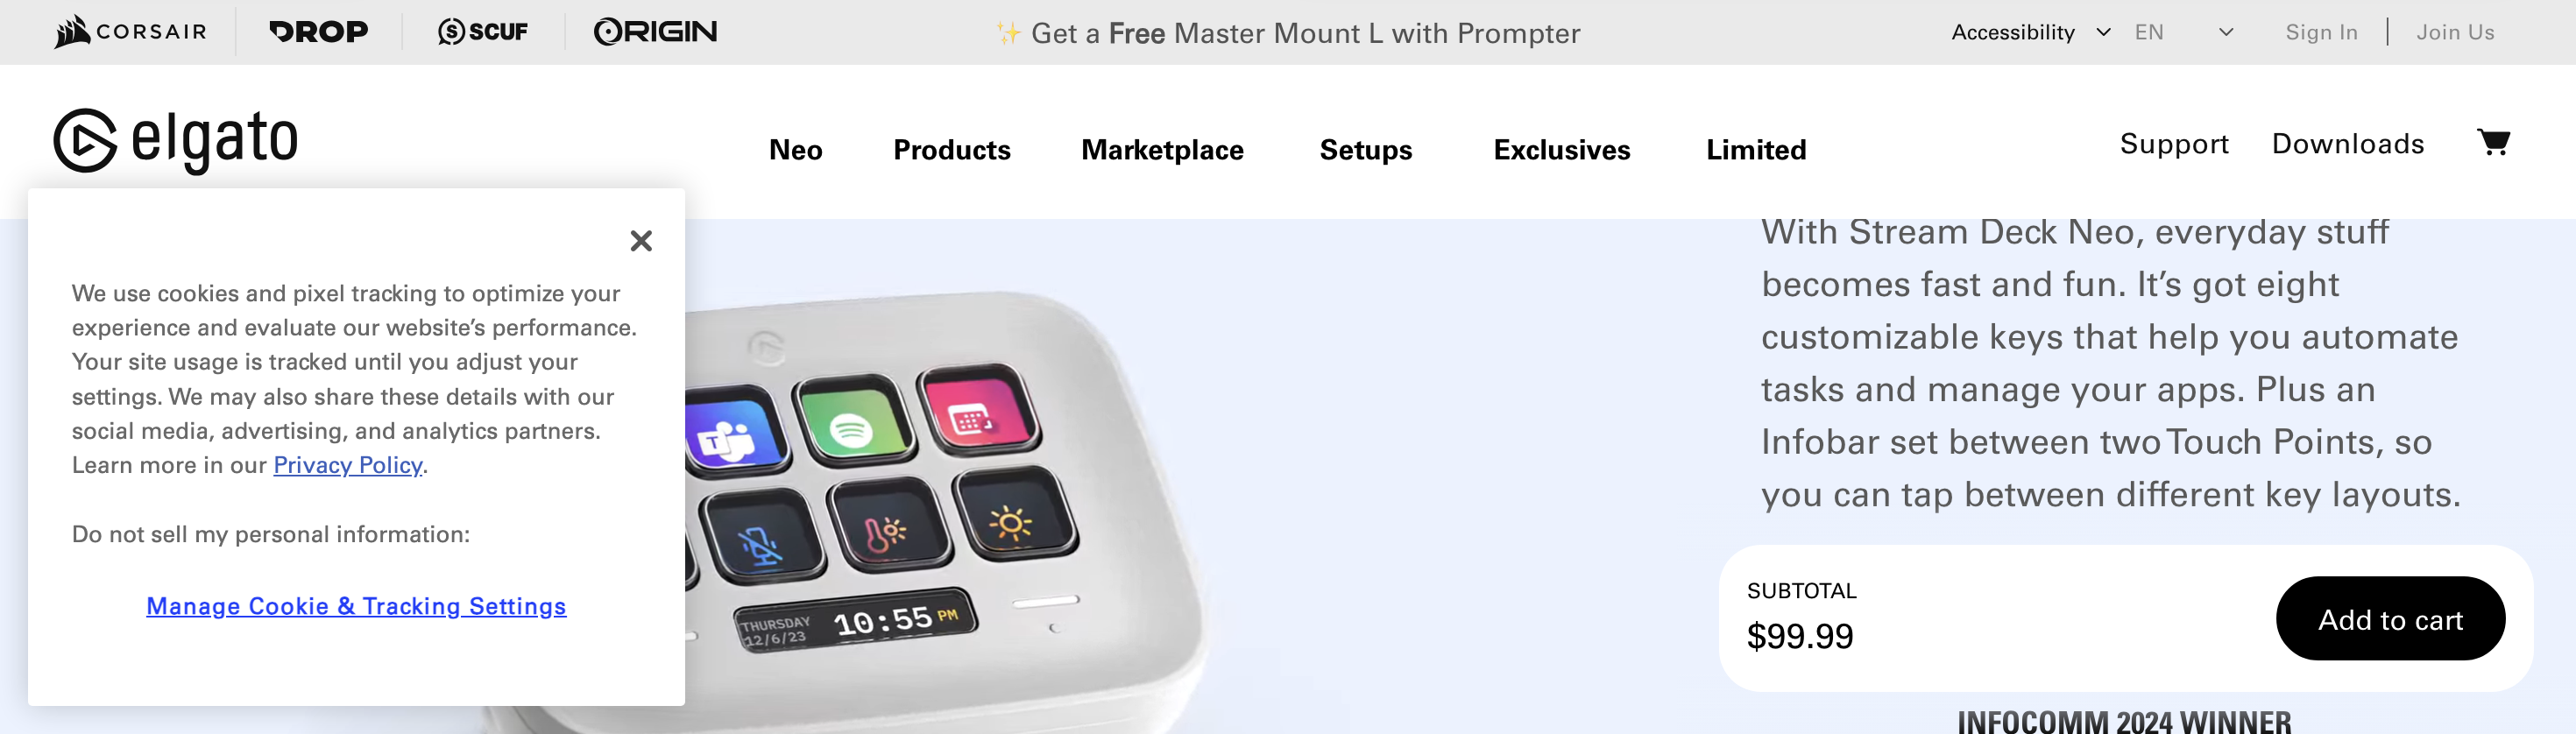 CORSAIR
DROP
SCUF
ORIGIN
✨ Get a Free Master Mount L with Prompter
Accessibility
EN
Sign In
Join Us
elgato
Neo
Products
Marketplace
Setups
Exclusives
Limited
Support
Downloads
We use cookies and pixel tracking to optimize your
experience and evaluate our website’s performance.
Your site usage is tracked until you adjust your
settings. We may also share these details with our
social media, advertising, and analytics partners.
Learn more in our Privacy Policy.
Do not sell my personal information:
Manage Cookie & Tracking Settings
T
THURSDAY
12/6/23
10:55 PM
With Stream Deck Neo, everyday stuff
becomes fast and fun. It’s got eight
customizable keys that help you automate
tasks and manage your apps. Plus an
Infobar set between two Touch Points, so
you can tap between different key layouts.
SUBTOTAL
$99.99
Add to cart
INFOCOMM 2024 WINNER